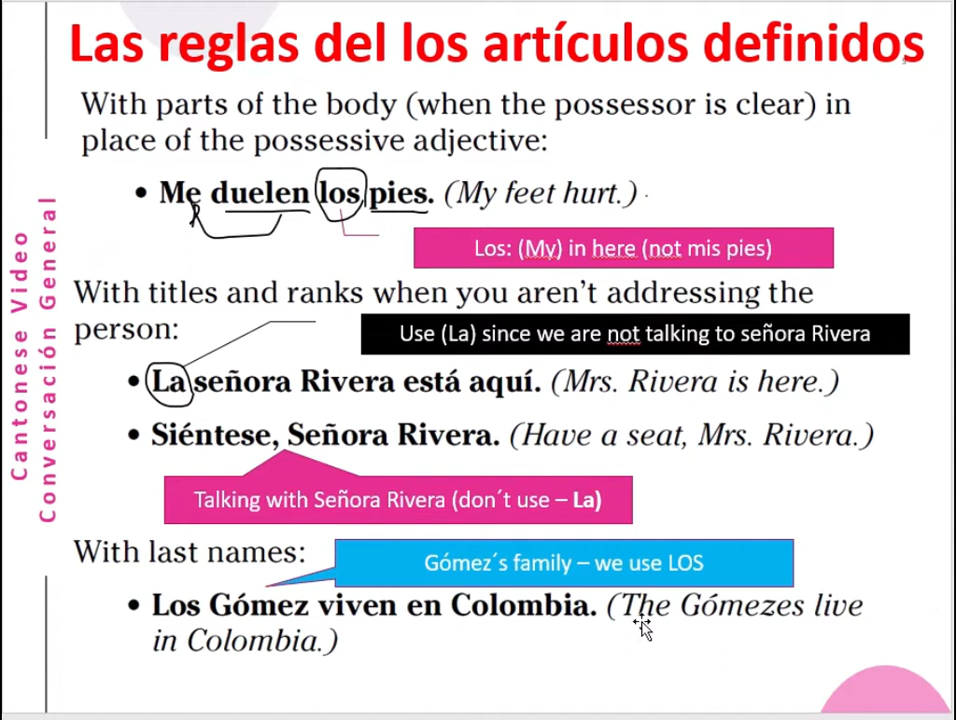 Las reglas del los artículos definidos
With parts of the body (when the possessor is clear) in
place of the possessive adjective:
• Me duelen los pies. (My feet hurt.)
Los: (My) in here (not mis pies)
With titles and ranks when you aren't addressing the
person:
Use (La) since we are not talking to señora Rivera
• La señora Rivera está aquí. (Mrs. Rivera is here.)
• Siéntese, Señora Rivera. (Have a seat, Mrs. Rivera.)
Talking with Señora Rivera (don´t use – La)
With last names:
Gómez´s family – we use LOS
• Los Gómez viven en Colombia. (The Gómezes live
in Colombia.)
Cantonese Video
Conversación General